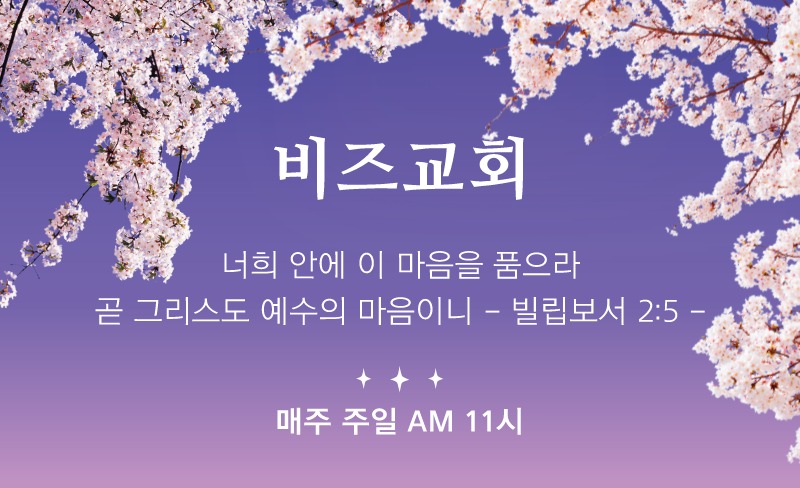 비즈교회
너희 안에 이 마음을 품으라
곧 그리스도 예수의 마음이니 – 빌립보서 2:5 –
매주 주일 AM 11시